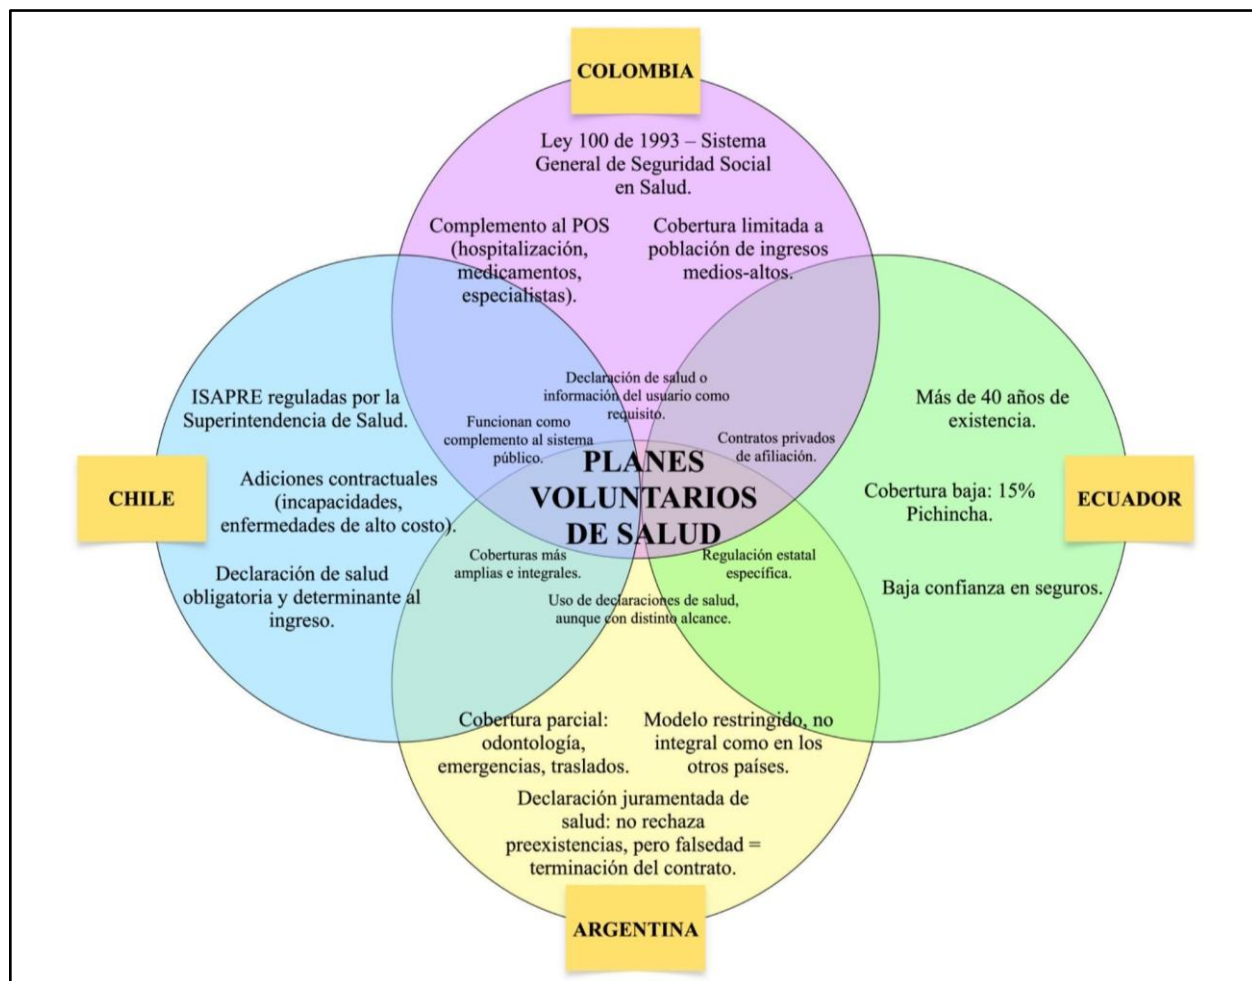 COLOMBIA
Ley 100 de 1993 – Sistema
General de Seguridad Social
en Salud.
Complemento al POS
(hospitalización,
medicamentos,
especialistas).
Cobertura limitada a
población de ingresos
medios-altos.
ISAPRE reguladas por la
Superintendencia de Salud.
Declaración de salud o
información del usuario como
requisito.
Funcionan como
complemento al sistema
público.
Contratos privados
de afiliación.
Más de 40 años de
existencia.
CHILE
Adiciones contractuales
(incapacidades,
enfermedades de alto costo).
PLANES
VOLUNTARIOS
DE SALUD
Cobertura baja: 15%
Pichincha.
ECUADOR
Declaración de salud
obligatoria y determinante al
ingreso.
Coberturas más
amplias e integrales.
Regulación estatal
específica.
Uso de declaraciones de salud,
aunque con distinto alcance.
Baja confianza en seguros.
Cobertura parcial:
odontología,
emergencias, traslados.
Modelo restringido, no
integral como en los
otros países.
Declaración juramentada de
salud: no rechaza
preexistencias, pero falsedad =
terminación del contrato.
ARGENTINA